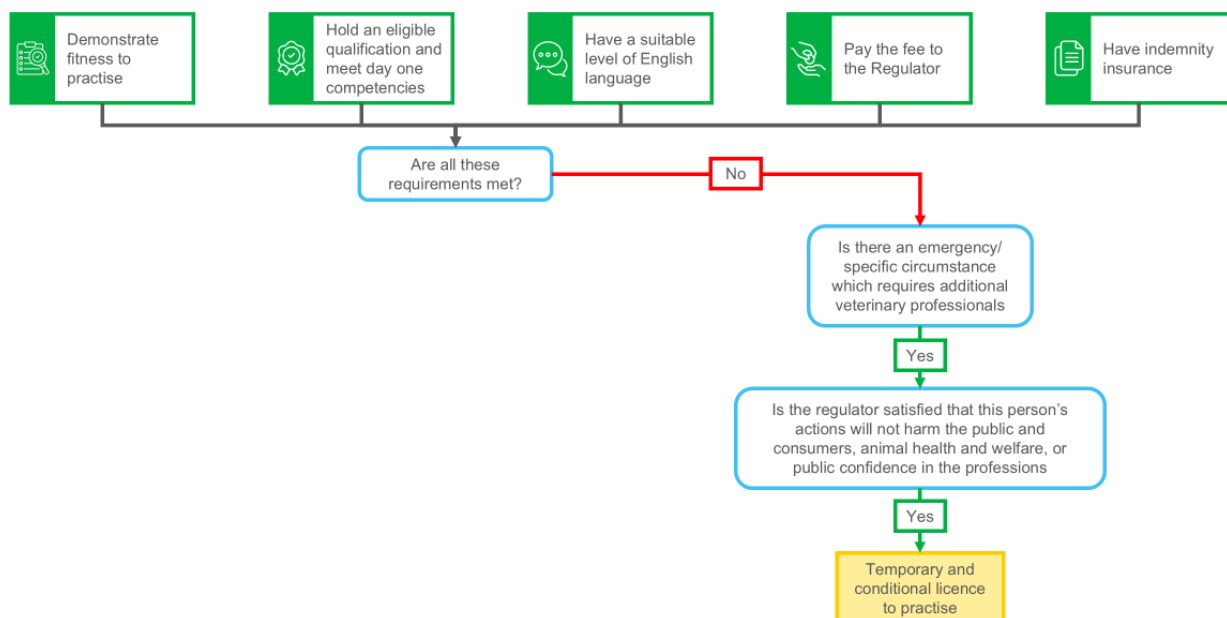 Demonstrate
fitness to
practise
Hold an eligible
qualification and
meet day one
competencies
Have a suitable
level of English
language
Pay the fee to
the Regulator
Have indemnity
insurance
Are all these
requirements met?
No
Is there an emergency/
specific circumstance
which requires additional
veterinary professionals
Yes
Is the regulator satisfied that this person’s
actions will not harm the public and
consumers, animal health and welfare, or
public confidence in the professions
Yes
Temporary and
conditional licence
to practise